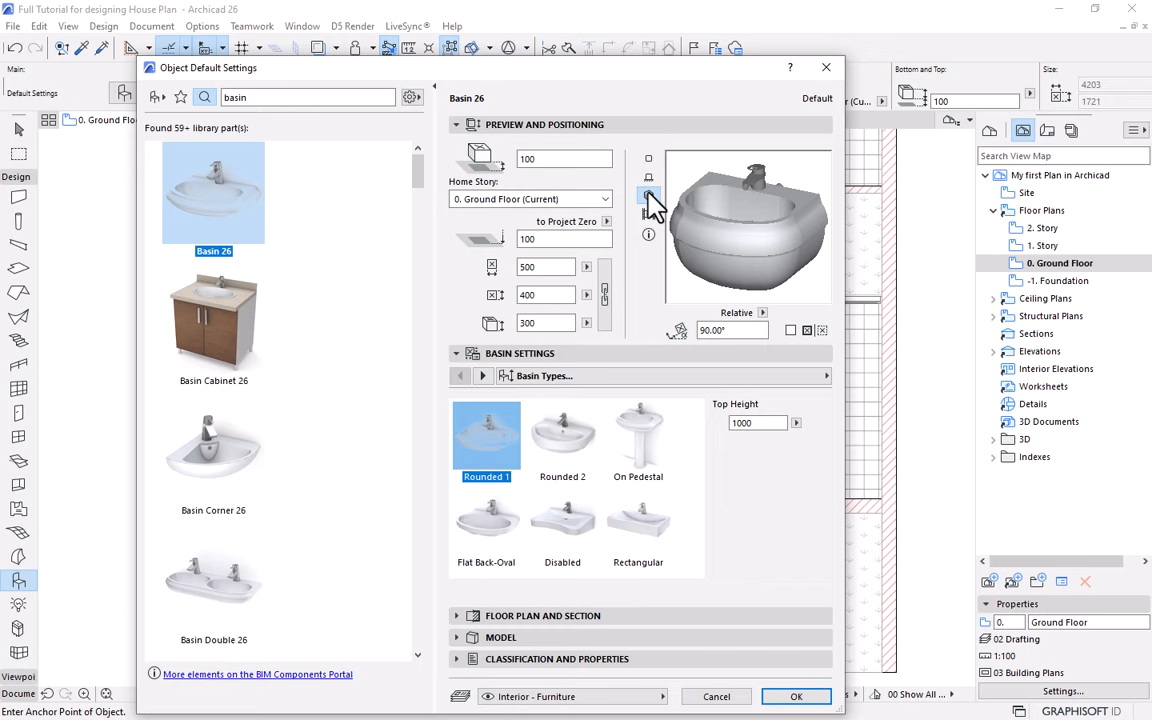 Full Tutorial for designing House Plan - Archicad 26
File Edit View Design Document Options Teamwork Window D5 Render LiveSync® Help
Main:
Default Settings
Bottom and Top:
100
Size:
4203
1721
0. Ground Flo
Design
Viewpoi
Docume
Object Default Settings
basin
Found 59+ library part(s):
Basin 26
Basin Cabinet 26
Basin Corner 26
Basin Double 26
More elements on the BIM Components Portal
Basin 26
Default
PREVIEW AND POSITIONING
100
Home Story:
0. Ground Floor (Current)
to Project Zero
100
500
400
300
Relative
90.00°
BASIN SETTINGS
Basin Types...
Rounded 1
Rounded 2
On Pedestal
Flat Back-Oval
Disabled
Rectangular
Top Height
1000
FLOOR PLAN AND SECTION
MODEL
CLASSIFICATION AND PROPERTIES
Interior - Furniture
Cancel
OK
r (Cu...
Search View Map
My first Plan in Archicad
Site
Floor Plans
2. Story
1. Story
0. Ground Floor
-1. Foundation
Ceiling Plans
Structural Plans
Sections
Elevations
Interior Elevations
Worksheets
Details
3D Documents
3D
Indexes
Properties
0. Ground Floor
02 Drafting
1:100
03 Building Plans
Settings...
00 Show All ...
Enter Anchor Point of Object.
GRAPHISOFT ID